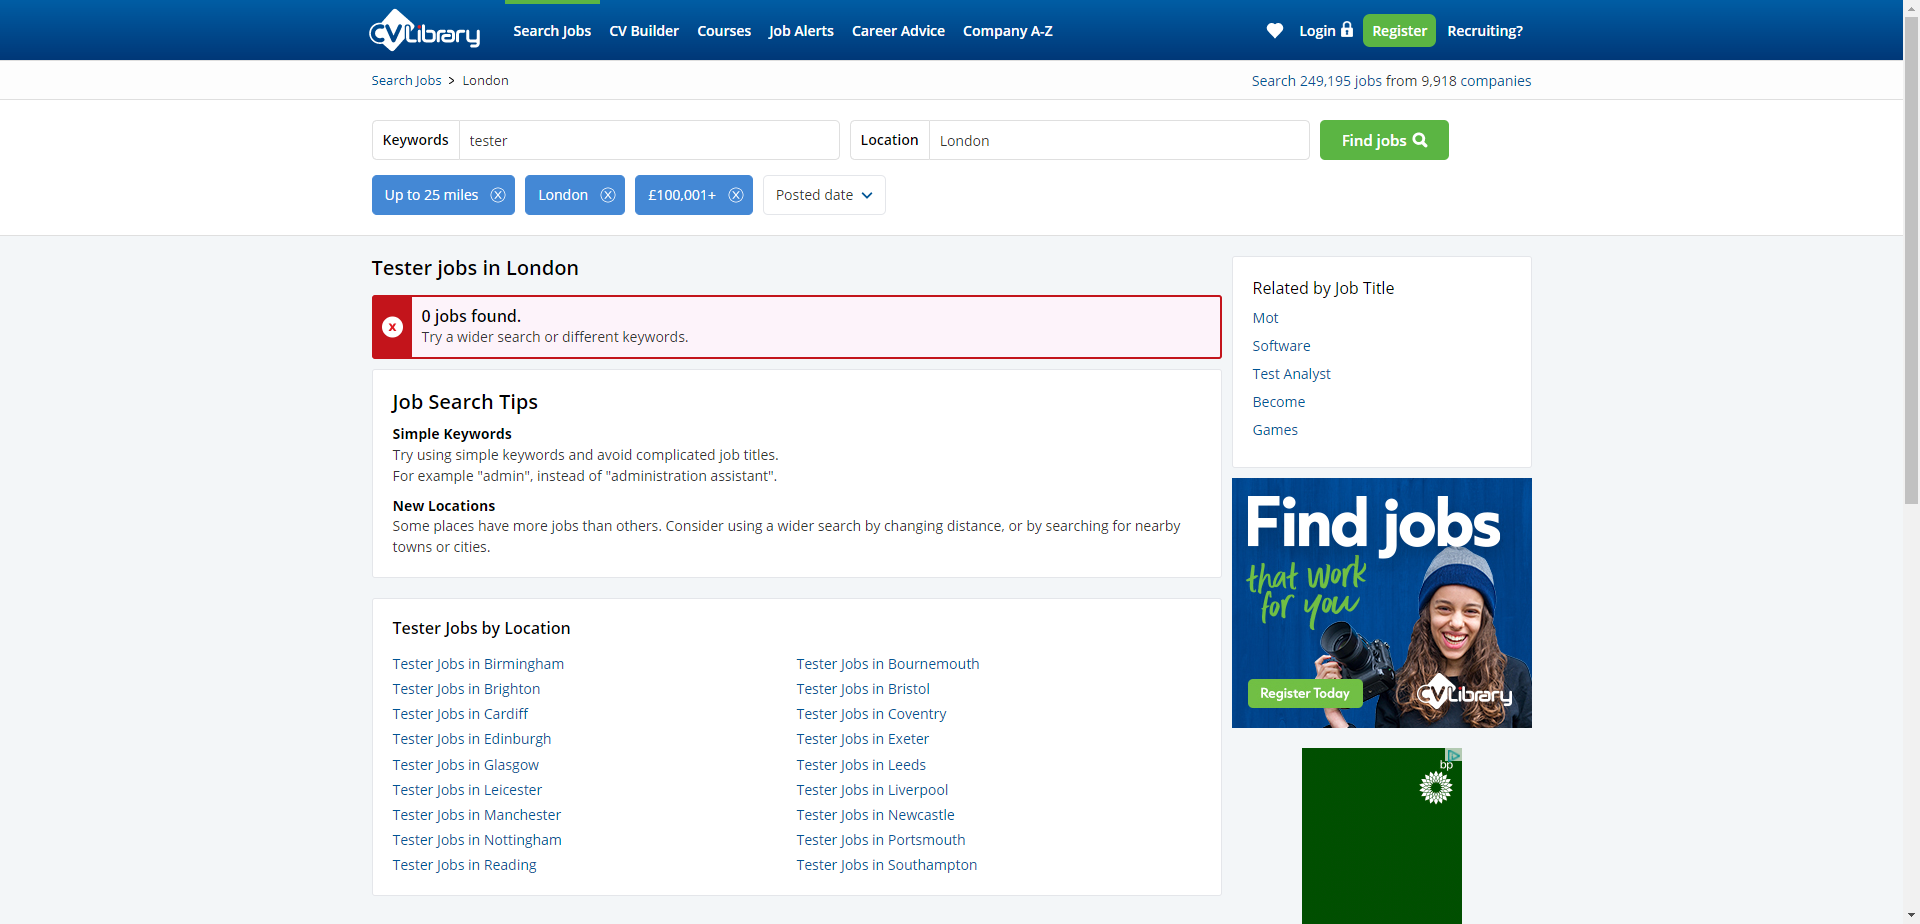 CVLibrary
Search Jobs
CV Builder
Courses
Job Alerts
Career Advice
Company A-Z
Login
Register
Recruiting?
Search Jobs > London
Search 249,195 jobs from 9,918 companies
Keywords
tester
Location
London
Find jobs
Up to 25 miles
London
£100,001+
Posted date
Tester jobs in London
x
0 jobs found.
Try a wider search or different keywords.
Job Search Tips
Simple Keywords
Try using simple keywords and avoid complicated job titles.
For example "admin", instead of "administration assistant".
New Locations
Some places have more jobs than others. Consider using a wider search by changing distance, or by searching for nearby
towns or cities.
Tester Jobs by Location
Tester Jobs in Birmingham
Tester Jobs in Brighton
Tester Jobs in Cardiff
Tester Jobs in Edinburgh
Tester Jobs in Glasgow
Tester Jobs in Leicester
Tester Jobs in Manchester
Tester Jobs in Nottingham
Tester Jobs in Reading
Tester Jobs in Bournemouth
Tester Jobs in Bristol
Tester Jobs in Coventry
Tester Jobs in Exeter
Tester Jobs in Leeds
Tester Jobs in Liverpool
Tester Jobs in Newcastle
Tester Jobs in Portsmouth
Tester Jobs in Southampton
Related by Job Title
Mot
Software
Test Analyst
Become
Games
Find jobs
that work
for you
Register Today
CVLibrary
bp